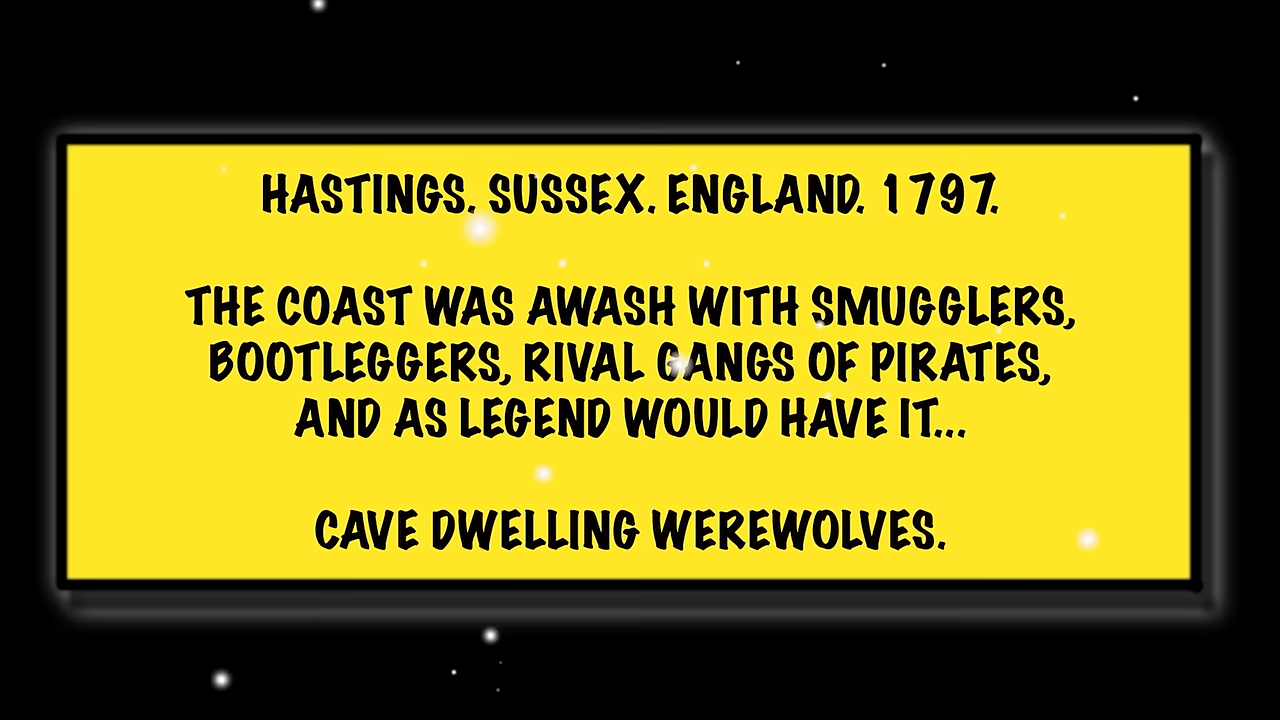 HASTINGS. SUSSEX. ENGLAND. 1797.
THE COAST WAS AWASH WITH SMUGGLERS,
BOOTLEGGERS, RIVAL GANGS OF PIRATES,
AND AS LEGEND WOULD HAVE IT...
CAVE DWELLING WEREWOLVES.